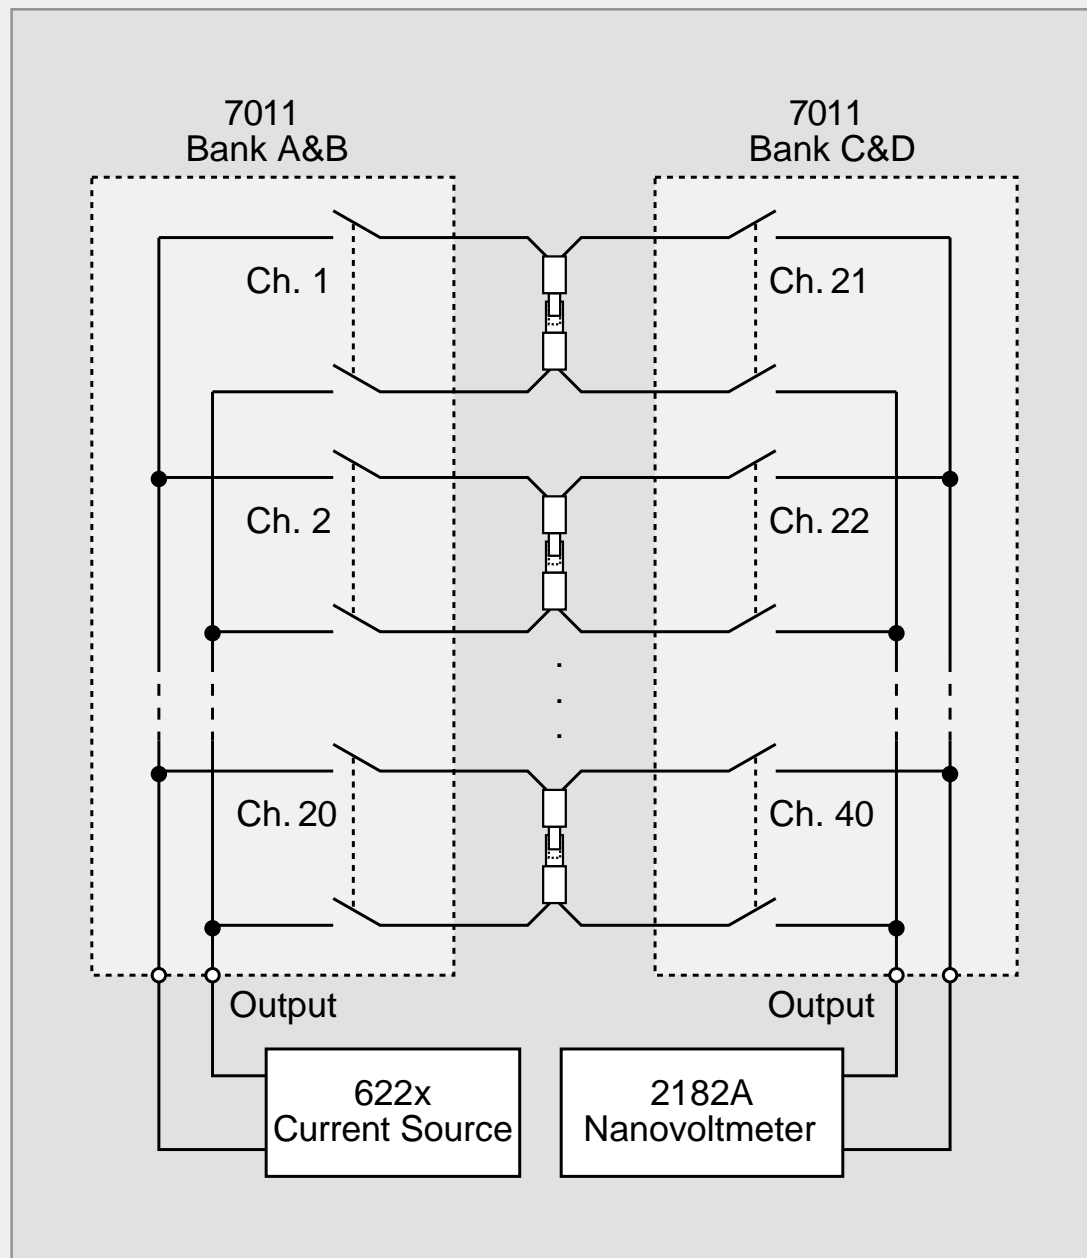 7011
Bank A&B
7011
Bank C&D
Ch. 1
Ch. 21
Ch. 2
Ch. 22
.
.
.
Ch. 20
Ch. 40
Output
Output
622x
Current Source
2182A
Nanovoltmeter